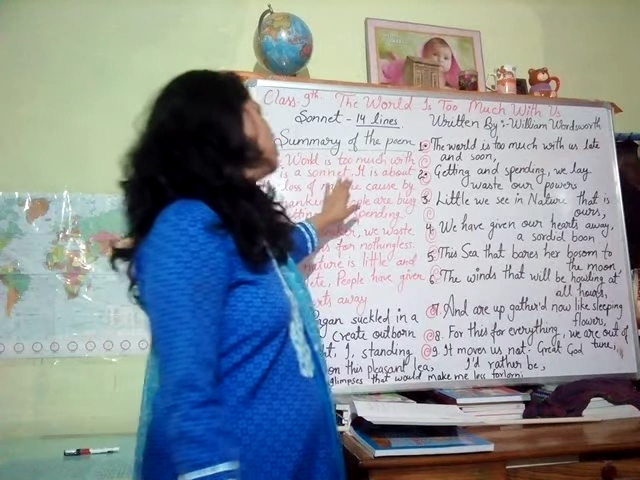 Class 9th The World Is Too Much With Us
Sonnet - 14 lines
Written By :- William Wordsworth
Summary of the poem
World is too much with
is a sonnet. It is about
loss of cause by
are busy
spending
we waste
for nothingless.
nature is little and
People have given
away
suckled in a
create outborn
I, standing
on this pleasant lea,
glimpses that would make me less forlorn;
1. The world is too much with us late
and soon,
2. Getting and spending, we lay
waste our powers
3. Little we see in Nature that is
ours,
4. We have given our hearts away,
a sordid boon
5. This Sea that bares her bosom to
the moon
6. The winds that will be howling at
all hours,
7. And are up gather'd now like sleeping
flowers,
8. For this for everything, we are out of
tune,
9. It moves us not. Great God
I'd rather be,